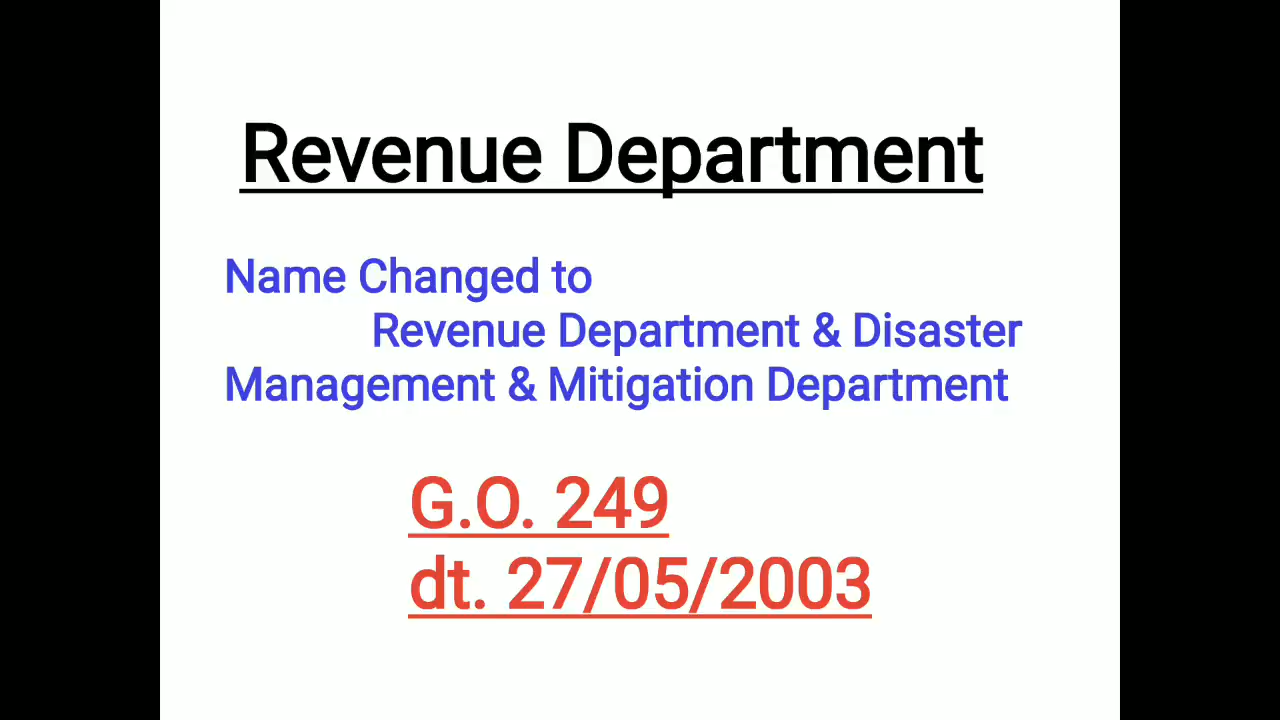 Revenue Department
Name Changed to
Revenue Department & Disaster
Management & Mitigation Department
G.O. 249
dt. 27/05/2003